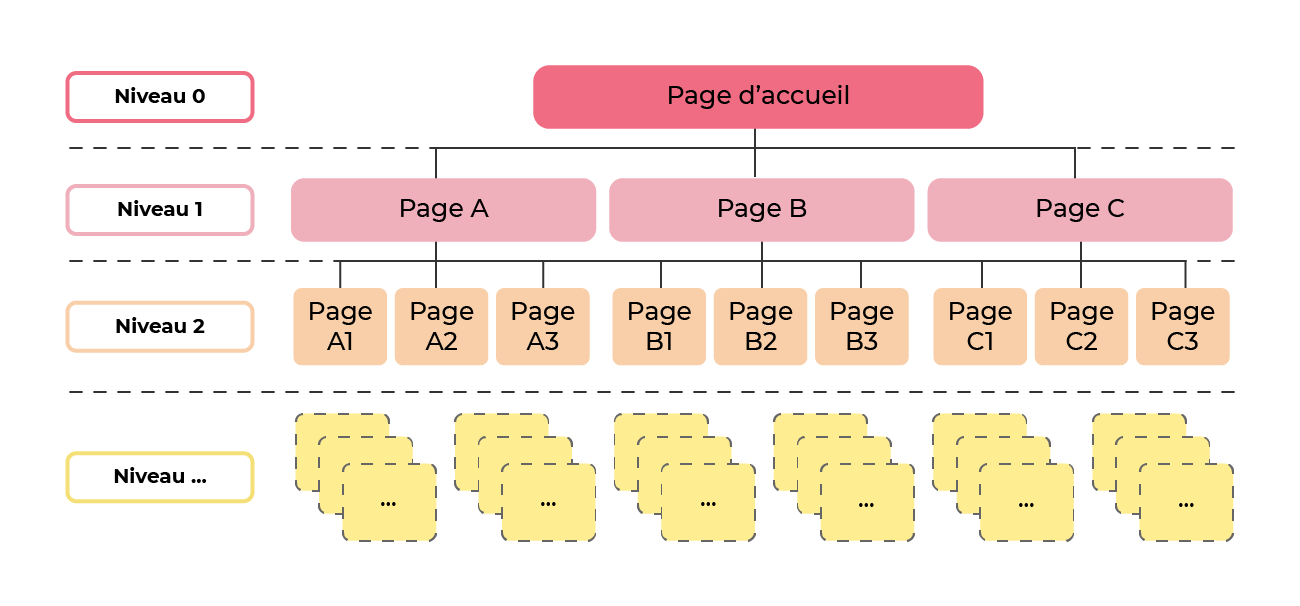 Niveau 0
Page d’accueil
Niveau 1
Page A
Page B
Page C
Niveau 2
Page
A1
Page
A2
Page
A3
Page
B1
Page
B2
Page
B3
Page
C1
Page
C2
Page
C3
Niveau ...
...
...
...
...
...
...